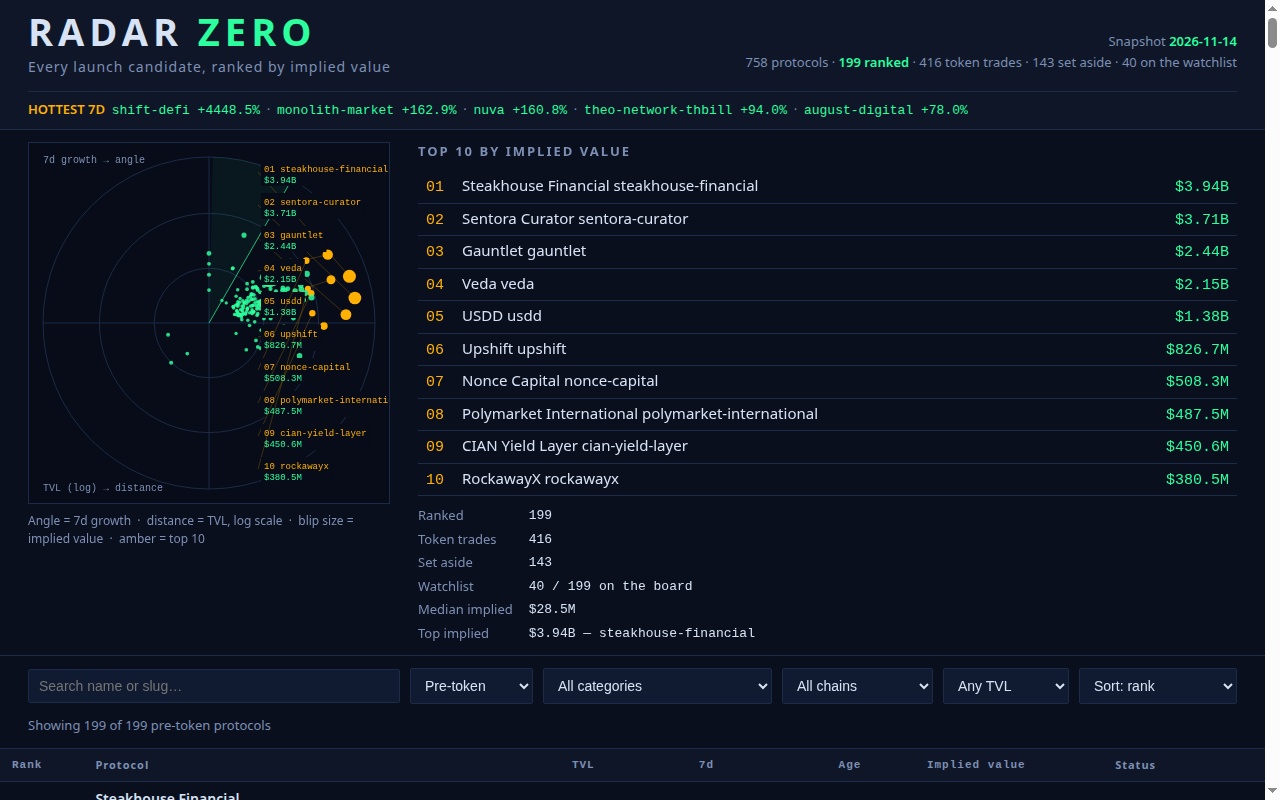 RADAR ZERO
Every launch candidate, ranked by implied value
Snapshot 2026-11-14
758 protocols · 199 ranked · 416 token trades · 143 set aside · 40 on the watchlist
HOTTEST 7D shift-defi +4448.5% · monolith-market +162.9% · nuva +160.8% · theo-network-thbill +94.0% · august-digital +78.0%
7d growth → angle
01 steakhouse-financial
$3.94B
02 sentora-curator
$3.71B
03 gauntlet
$2.44B
04 veda
$2.15B
05 usdd
$1.38B
06 upshift
$826.7M
07 nonce-capital
$508.3M
08 polymarket-internati
$487.5M
09 cian-yield-layer
$450.6M
10 rockawayx
$380.5M
TVL (log) → distance
Angle = 7d growth · distance = TVL, log scale · blip size =
implied value · amber = top 10
TOP 10 BY IMPLIED VALUE
01 Steakhouse Financial steakhouse-financial $3.94B
02 Sentora Curator sentora-curator $3.71B
03 Gauntlet gauntlet $2.44B
04 Veda veda $2.15B
05 USDD usdd $1.38B
06 Upshift upshift $826.7M
07 Nonce Capital nonce-capital $508.3M
08 Polymarket International polymarket-international $487.5M
09 CIAN Yield Layer cian-yield-layer $450.6M
10 RockawayX rockawayx $380.5M
Ranked 199
Token trades 416
Set aside 143
Watchlist 40 / 199 on the board
Median implied $28.5M
Top implied $3.94B — steakhouse-financial
Search name or slug… Pre-token All categories All chains Any TVL Sort: rank
Showing 199 of 199 pre-token protocols
Rank Protocol TVL 7d Age Implied value Status
Steakhouse Financial